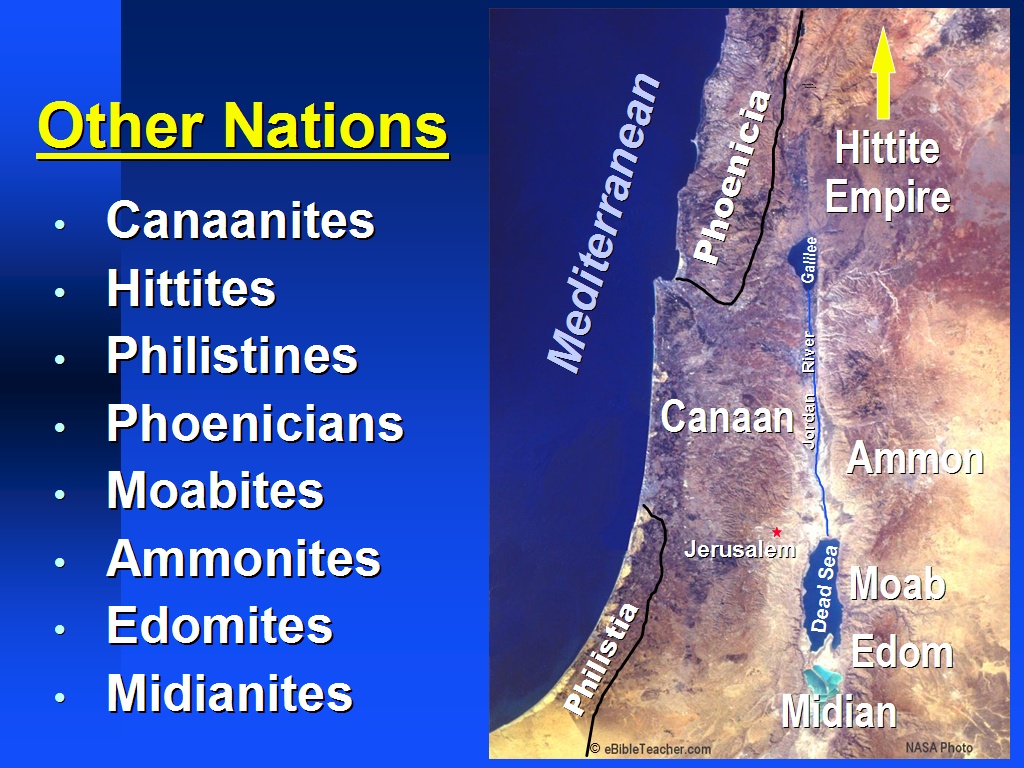 Other Nations
• Canaanites
• Hittites
• Philistines
• Phoenicians
• Moabites
• Ammonites
• Edomites
• Midianites
Mediterranean
Phoenicia
Hittite
Empire
Galilee
Jordan River
Canaan
Ammon
Jerusalem
Dead Sea
Moab
Philistia
Edom
Midian
© eBibleTeacher.com
NASA Photo